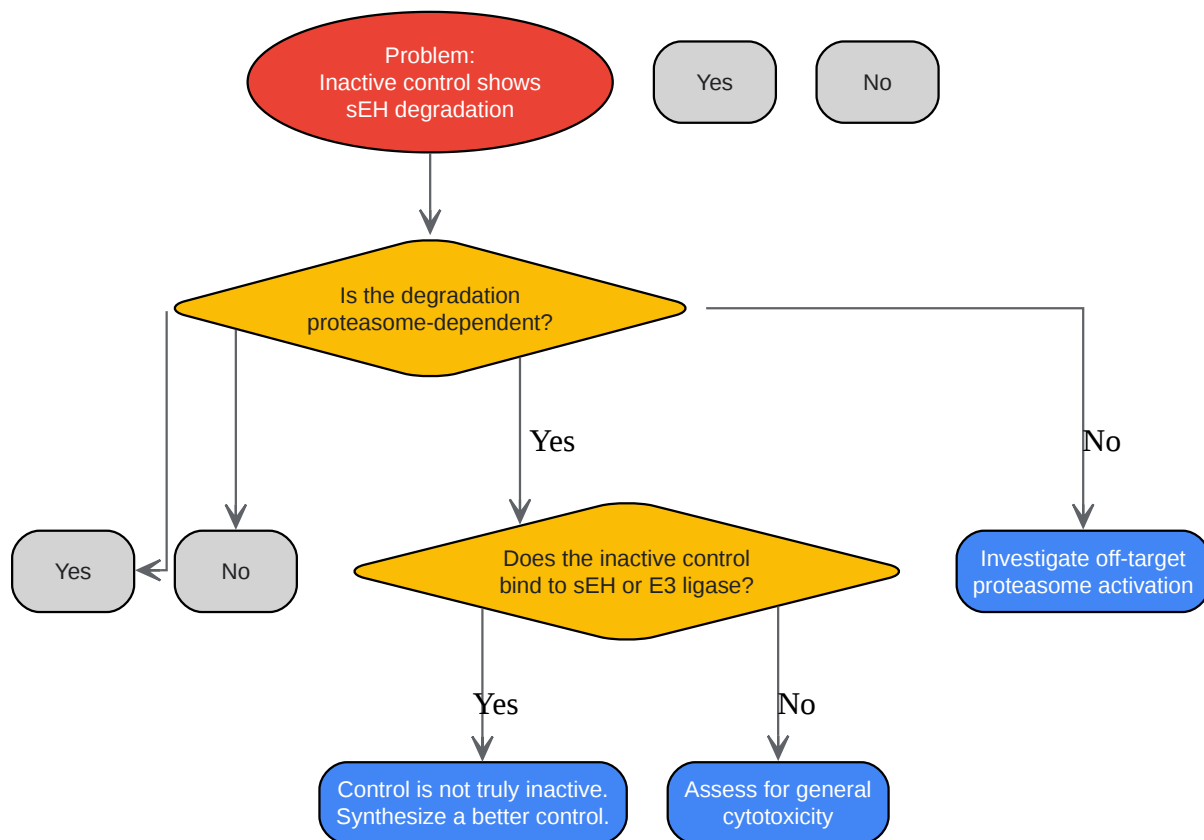 Problem:
Inactive control shows
sEH degradation
Yes
No
Is the degradation
proteasome-dependent?
Yes
No
Yes
No
Does the inactive control
bind to sEH or E3 ligase?
Investigate off-target
proteasome activation
Yes
No
Control is not truly inactive.
Synthesize a better control.
Assess for general
cytotoxicity